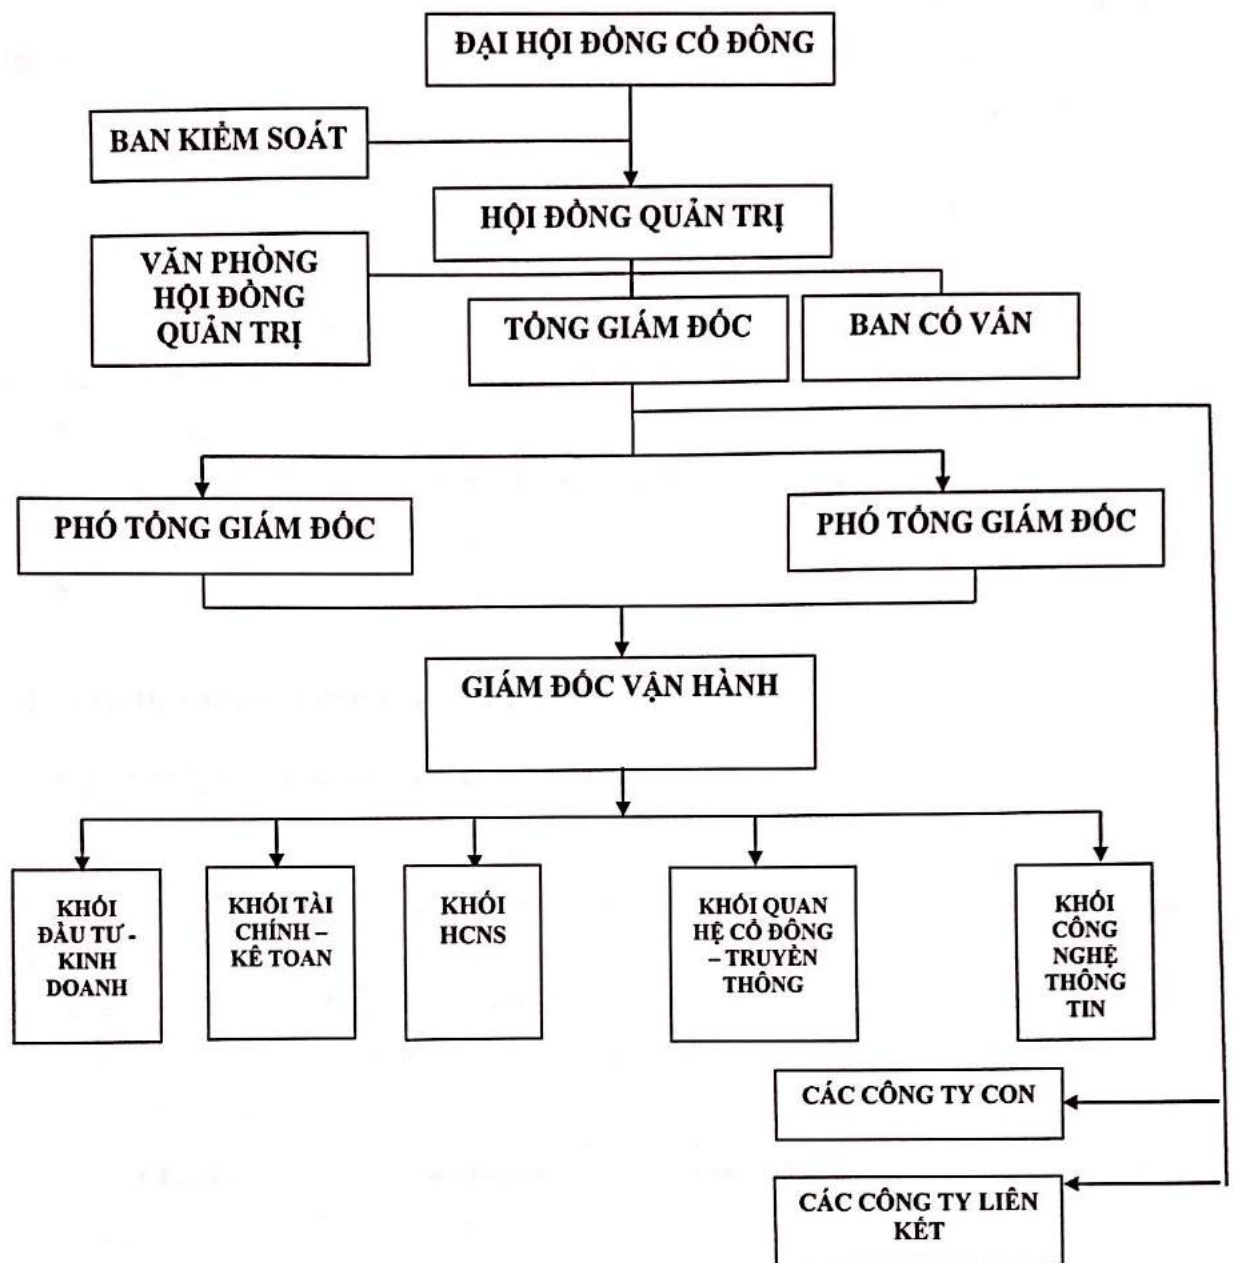 ĐẠI HỘI ĐỒNG CỔ ĐÔNG
BAN KIỂM SOÁT
HỘI ĐỒNG QUẢN TRỊ
VĂN PHÒNG
HỘI ĐỒNG
QUẢN TRỊ
TỔNG GIÁM ĐỐC
BAN CỐ VẤN
PHÓ TỔNG GIÁM ĐỐC
PHÓ TỔNG GIÁM ĐỐC
GIÁM ĐỐC VẬN HÀNH
KHỐI
ĐẦU TƯ -
KINH
DOANH
KHỐI TÀI
CHÍNH –
KẾ TOÁN
KHỐI
HCNS
KHỐI QUAN
HỆ CỔ ĐÔNG
– TRUYỀN
THÔNG
KHỐI
CÔNG
NGHỆ
THÔNG
TIN
CÁC CÔNG TY CON
CÁC CÔNG TY LIÊN
KẾT